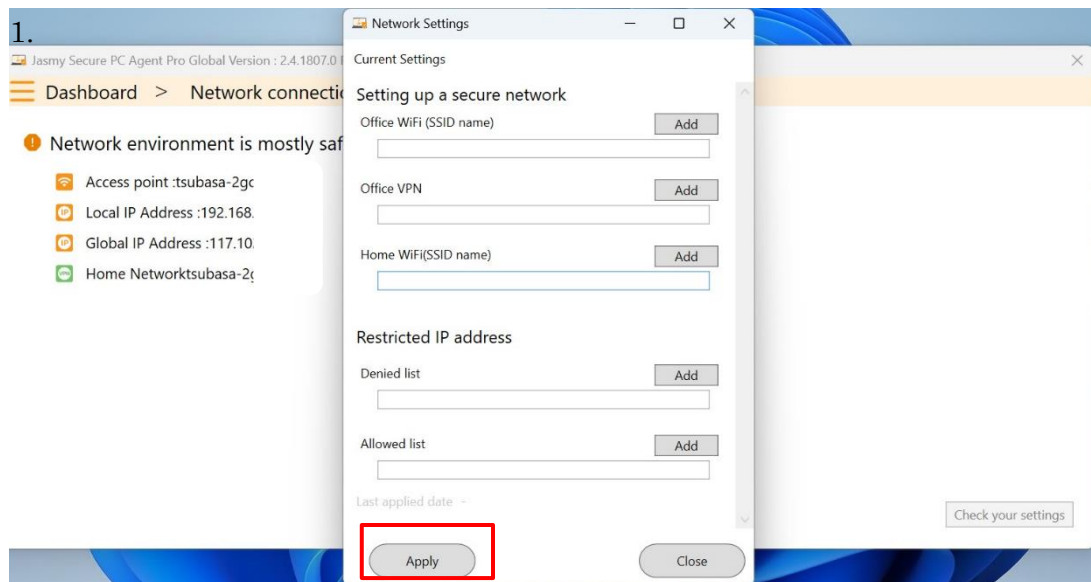 1.
Network Settings
Jasmy Secure PC Agent Pro Global Version : 2.4.1807.0
Current Settings
Dashboard > Network connectio
Setting up a secure network
Office WiFi (SSID name) Add
Network environment is mostly saf
Access point :tsubasa-2gc
Office VPN Add
Local IP Address :192.168.
Global IP Address :117.10
Home WiFi(SSID name) Add
Home Networktsubasa-2
Restricted IP address
Denied list Add
Allowed list Add
Last applied date -
Check your settings
Apply Close